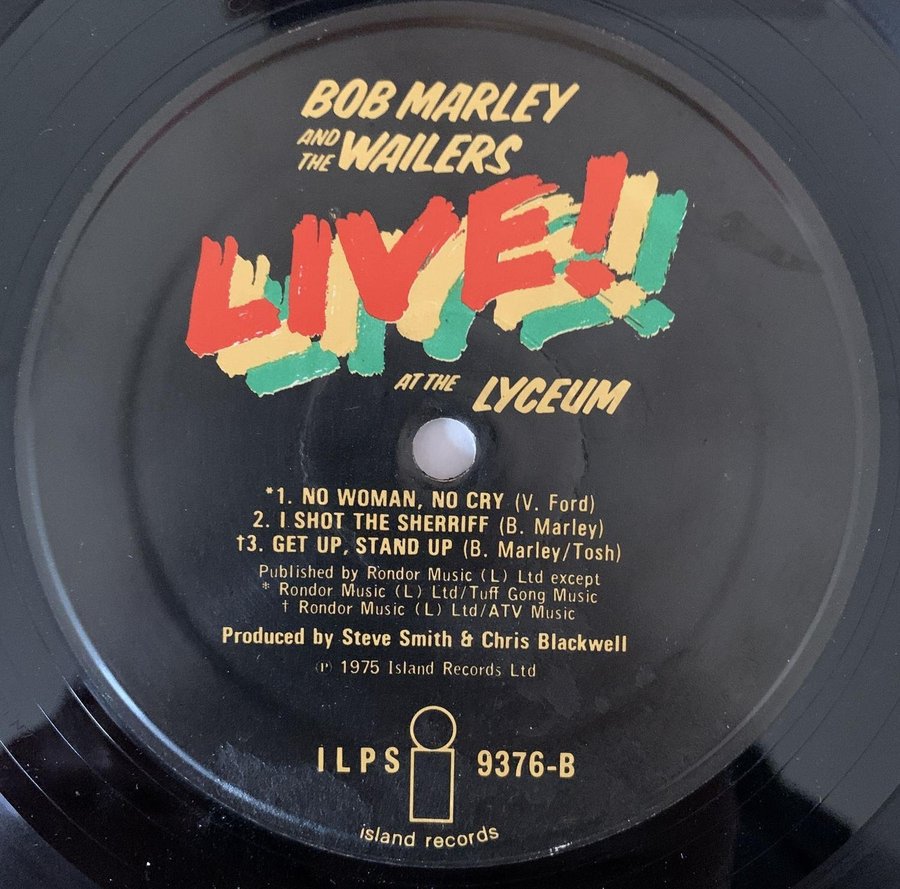 BOB MARLEY
AND THE WAILERS
LIVE!
AT THE LYCEUM
*1. NO WOMAN, NO CRY (V. Ford)
2. I SHOT THE SHERRIFF (B. Marley)
†3. GET UP, STAND UP (B. Marley/Tosh)
Published by Rondor Music (L) Ltd except
* Rondor Music (L) Ltd/Tuff Gong Music
† Rondor Music (L) Ltd/ATV Music
Produced by Steve Smith & Chris Blackwell
℗ 1975 Island Records Ltd
ILPS i 9376-B
island records